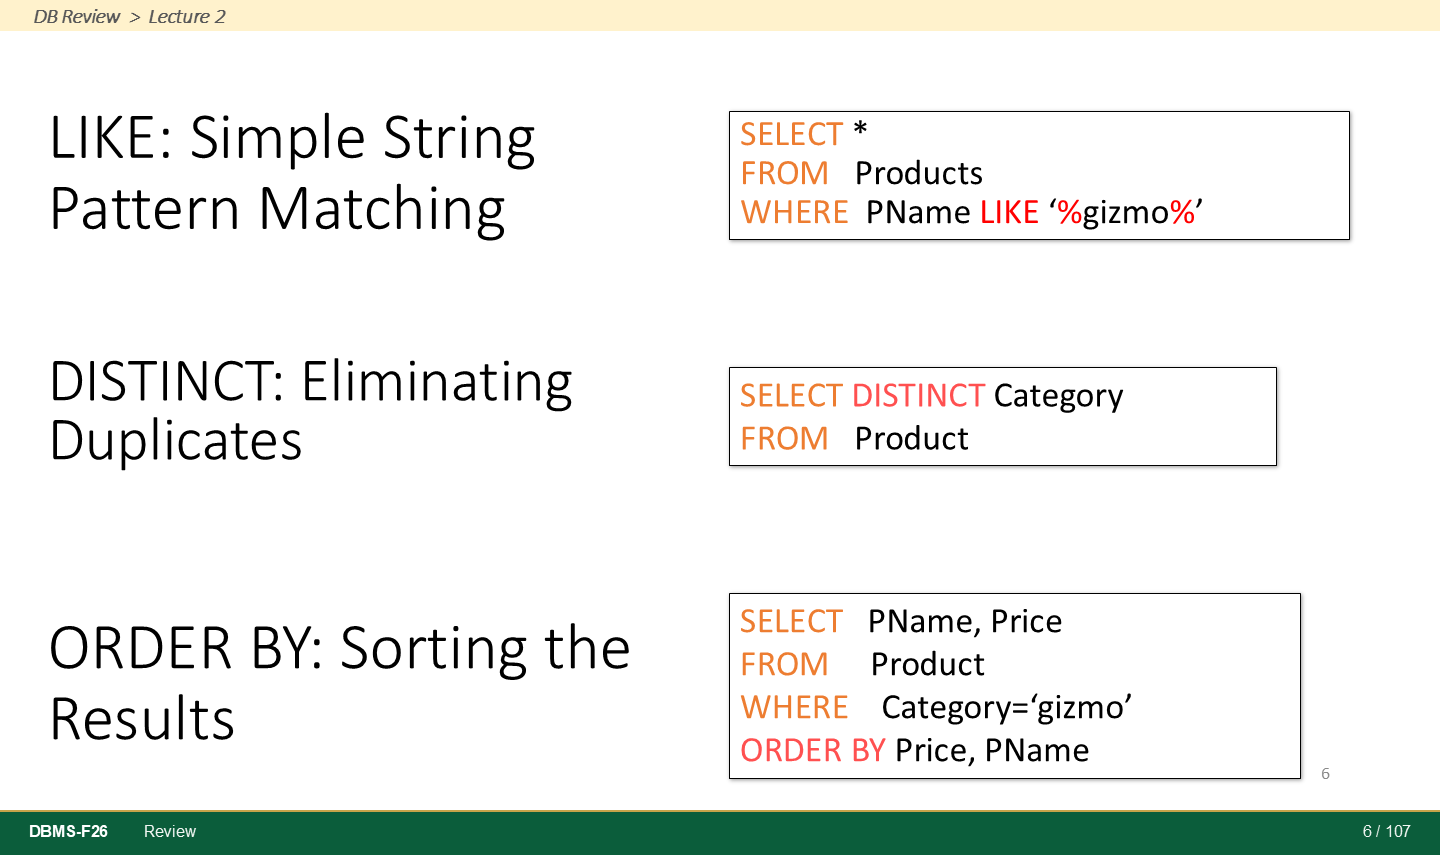 DB Review > Lecture 2
LIKE: Simple String
Pattern Matching
SELECT *
FROM Products
WHERE PName LIKE ‘%gizmo%’
DISTINCT: Eliminating
Duplicates
SELECT DISTINCT Category
FROM Product
ORDER BY: Sorting the
Results
SELECT PName, Price
FROM Product
WHERE Category=‘gizmo’
ORDER BY Price, PName
6
DBMS-F26 Review 6 / 107